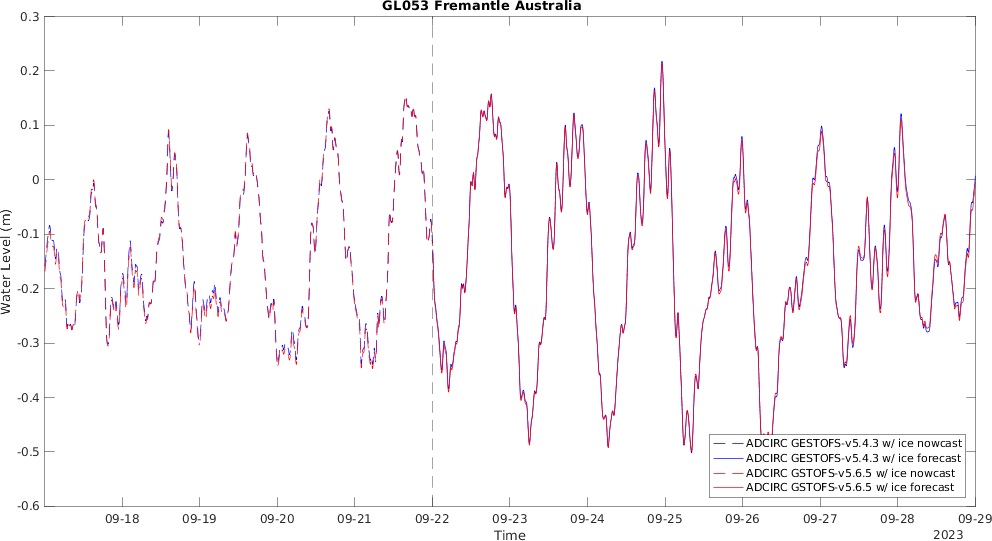 GL053 Fremantle Australia
0.3
0.2
0.1
0
-0.1
-0.2
-0.3
-0.4
-0.5
-0.6
Water Level (m)
ADCIRC GESTOFS-v5.4.3 w/ ice nowcast
ADCIRC GESTOFS-v5.4.3 w/ ice forecast
ADCIRC GSTOFS-v5.6.5 w/ ice nowcast
ADCIRC GSTOFS-v5.6.5 w/ ice forecast
09-18 09-19 09-20 09-21 09-22 09-23 09-24 09-25 09-26 09-27 09-28 09-29
Time
2023